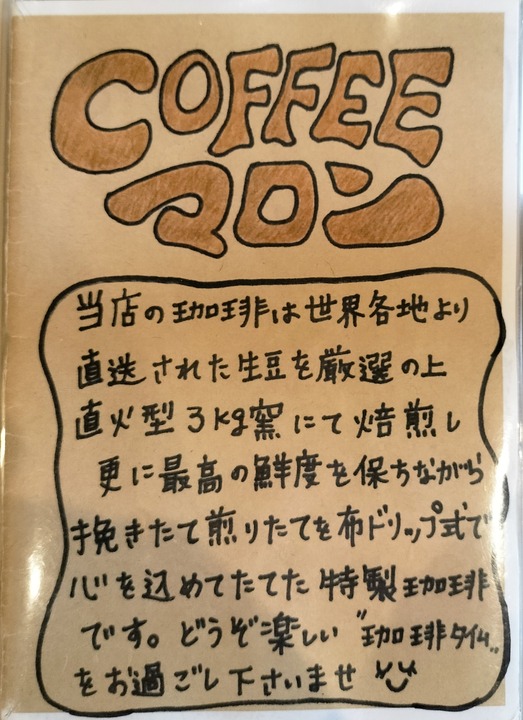 COFFEE
マロン
当店の珈琲は世界各地より
直送された生豆を厳選の上
直火型3kg窯にて焙煎し
更に最高の鮮度を保ちながら
挽きたて煎りたてを布ドリップ式で
心を込めてたてた特製珈琲
です。どうぞ楽しい〝珈琲タイム〟
をお過ごし下さいませ